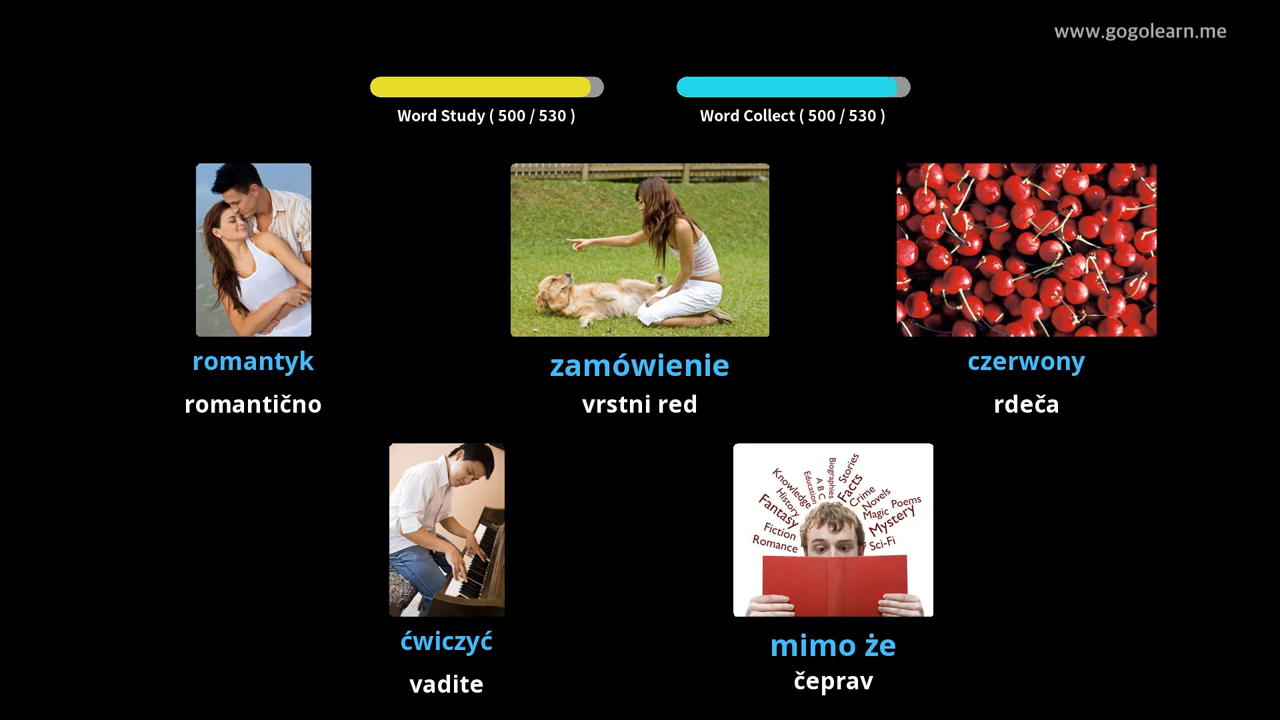 www.gogolearn.me
Word Study ( 500 / 530 )
Word Collect ( 500 / 530 )
romantyk
romantično
zamówienie
vrstni red
czerwony
rdeča
ćwiczyć
vadite
Knowledge
History
Education
A B C
Biographies
Stories
Facts
Crime
Novels
Magic
Poems
Mystery
Sci-Fi
Fantasy
Fiction
Romance
mimo że
čeprav